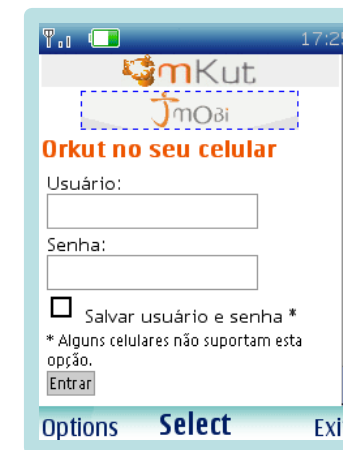 17:25
mKut
JmOBi
Orkut no seu celular
Usuário:
Senha:
Salvar usuário e senha *
* Alguns celulares não suportam esta
opção.
Entrar
Options Select Exi